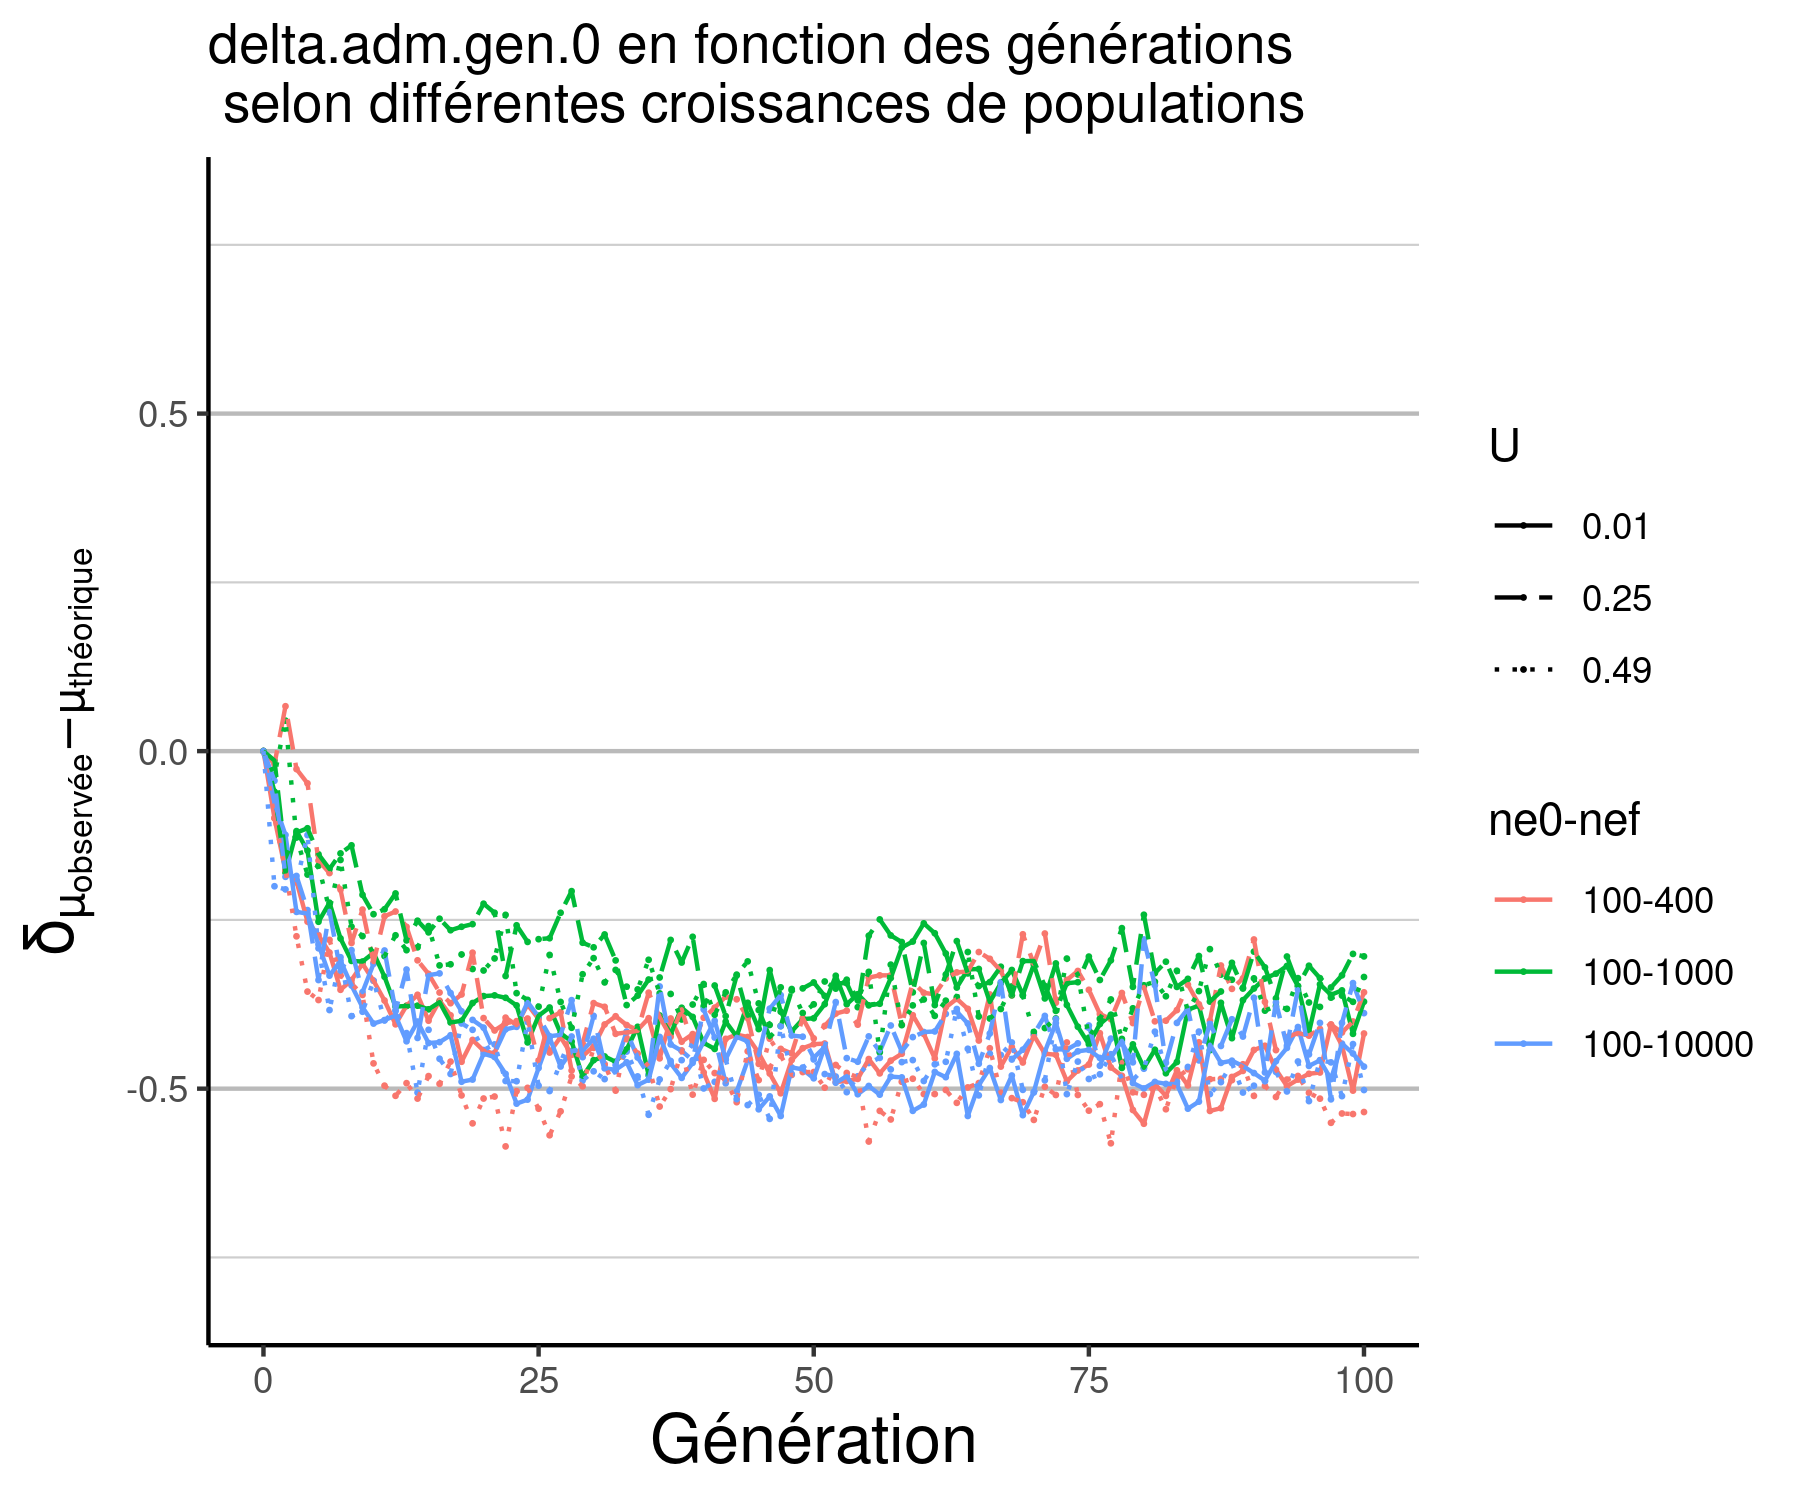 delta.adm.gen.0 en fonction des générations
selon différentes croissances de populations
δμobservée−μthéorique
0.5
0.0
-0.5
0
25
50
75
100
Génération
U
0.01
0.25
0.49
ne0-nef
100-400
100-1000
100-10000